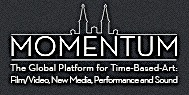 MOMENTUM
The Global Platform for Time-Based-Art:
Film/Video, New Media, Performance and Sound